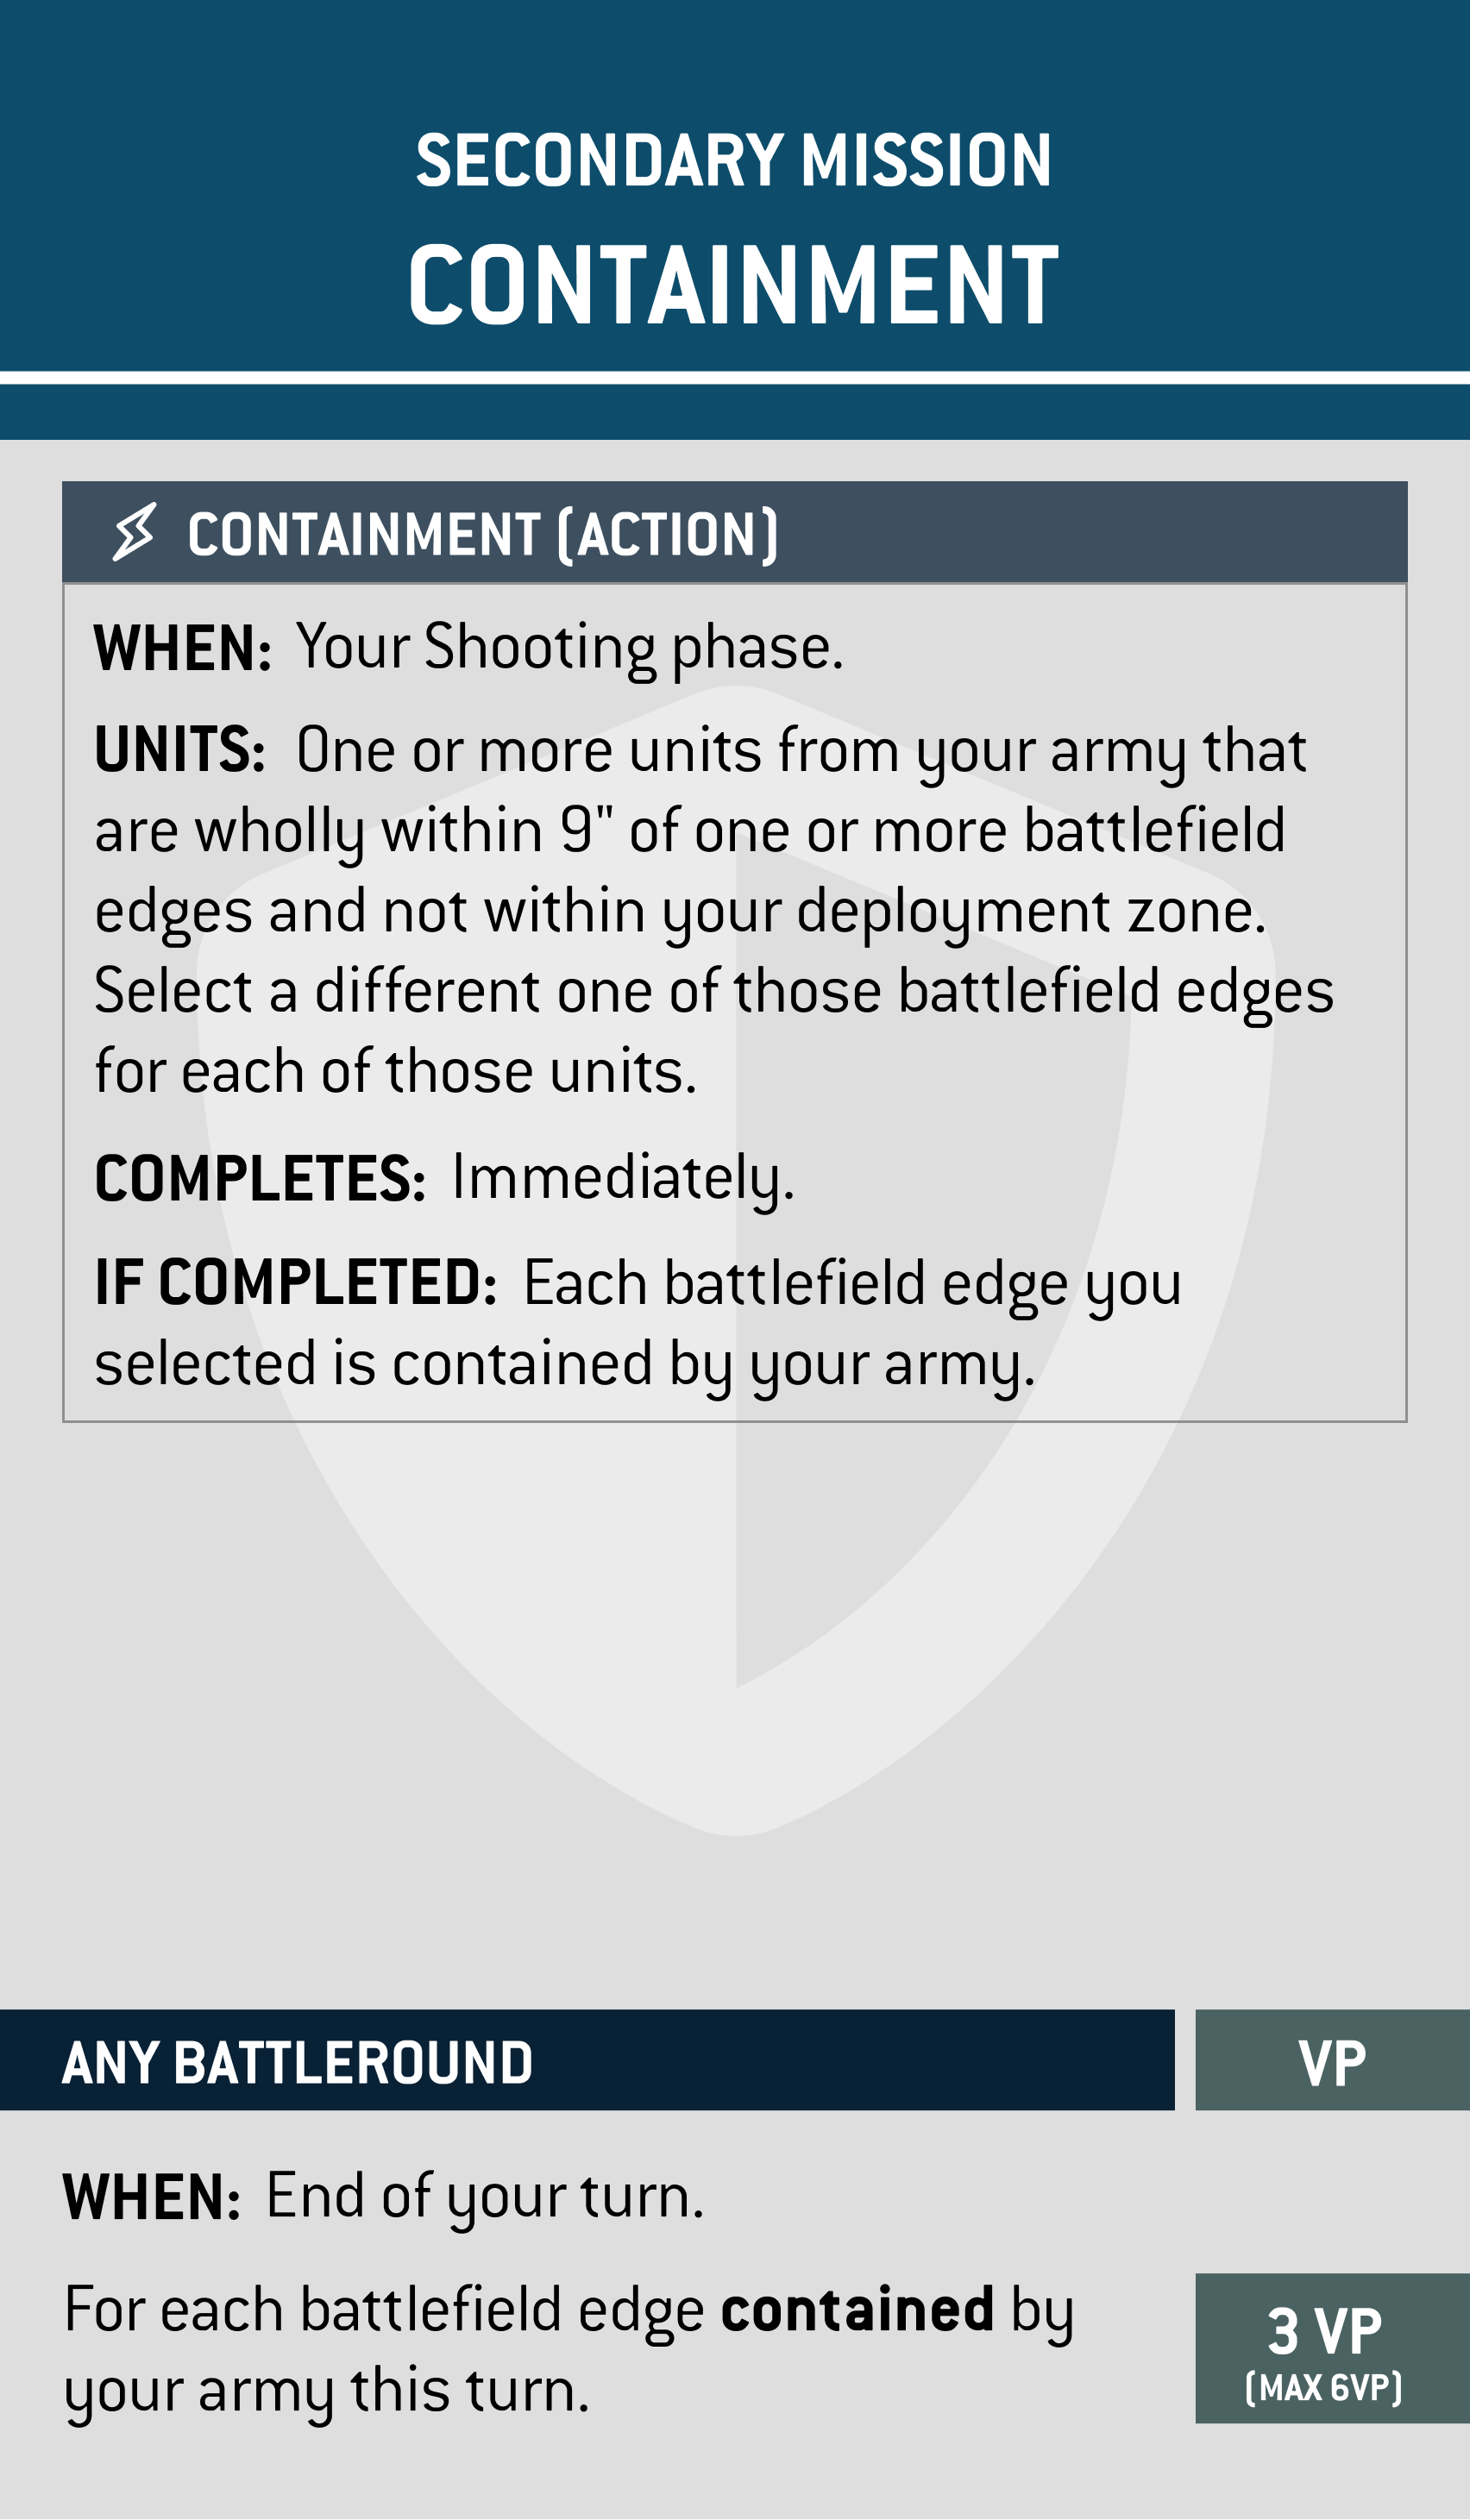 SECONDARY MISSION
CONTAINMENT
CONTAINMENT (ACTION)
WHEN: Your Shooting phase.
UNITS: One or more units from your army that
are wholly within 9" of one or more battlefield
edges and not within your deployment zone.
Select a different one of those battlefield edges
for each of those units.
COMPLETES: Immediately.
IF COMPLETED: Each battlefield edge you
selected is contained by your army.
ANY BATTLEROUND
VP
WHEN: End of your turn.
For each battlefield edge contained by
your army this turn.
3 VP
(MAX 6VP)